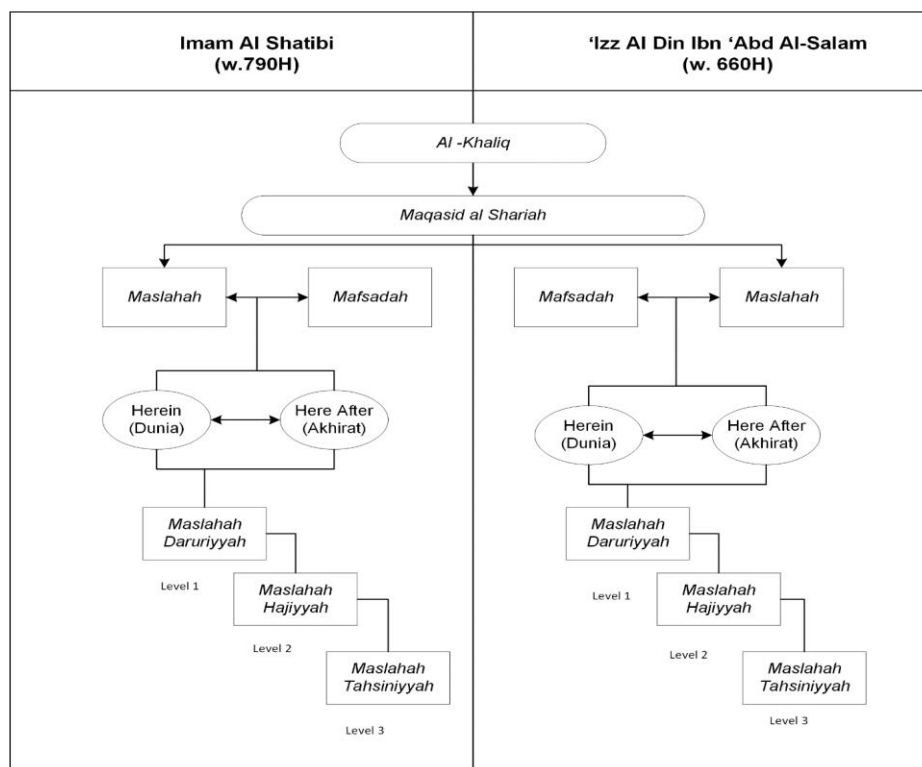 Imam Al Shatibi
(w.790H)
‘Izz Al Din Ibn ‘Abd Al-Salam
(w. 660H)
Al -Khaliq
Maqasid al Shariah
Maslahah
Mafsadah
Herein
(Dunia)
Here After
(Akhirat)
Maslahah
Daruriyyah
Level 1
Maslahah
Hajiyyah
Level 2
Maslahah
Tahsiniyyah
Level 3
Mafsadah
Maslahah
Herein
(Dunia)
Here After
(Akhirat)
Maslahah
Daruriyyah
Level 1
Maslahah
Hajiyyah
Level 2
Maslahah
Tahsiniyyah
Level 3